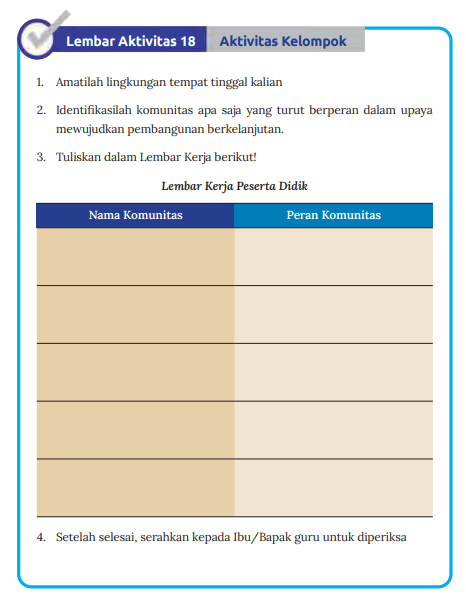 Lembar Aktivitas 18 Aktivitas Kelompok
1. Amatilah lingkungan tempat tinggal kalian
2. Identifikasilah komunitas apa saja yang turut berperan dalam upaya
mewujudkan pembangunan berkelanjutan.
3. Tuliskan dalam Lembar Kerja berikut!
Lembar Kerja Peserta Didik
Nama Komunitas Peran Komunitas
4. Setelah selesai, serahkan kepada Ibu/Bapak guru untuk diperiksa